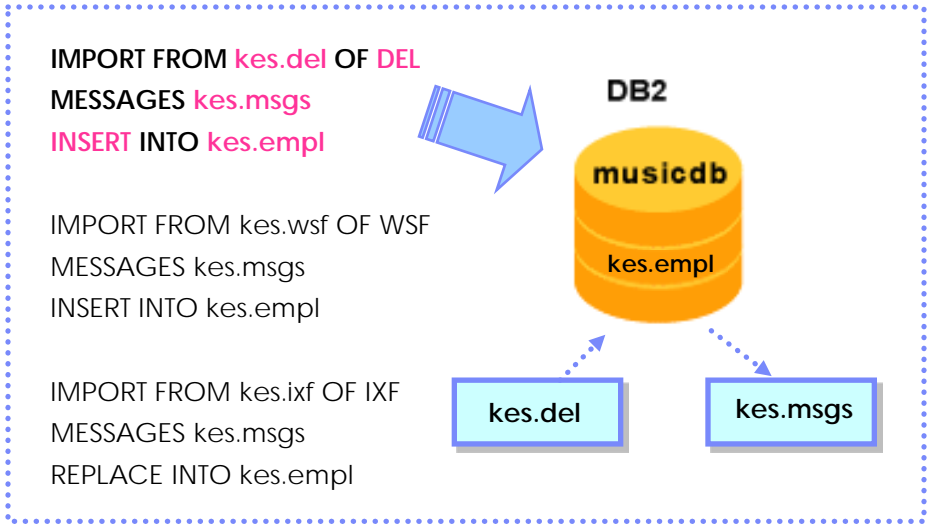 IMPORT FROM kes.del OF DEL
MESSAGES kes.msgs
INSERT INTO kes.empl
IMPORT FROM kes.wsf OF WSF
MESSAGES kes.msgs
INSERT INTO kes.empl
IMPORT FROM kes.ixf OF IXF
MESSAGES kes.msgs
REPLACE INTO kes.empl
DB2
musicdb
kes.empl
kes.del
kes.msgs